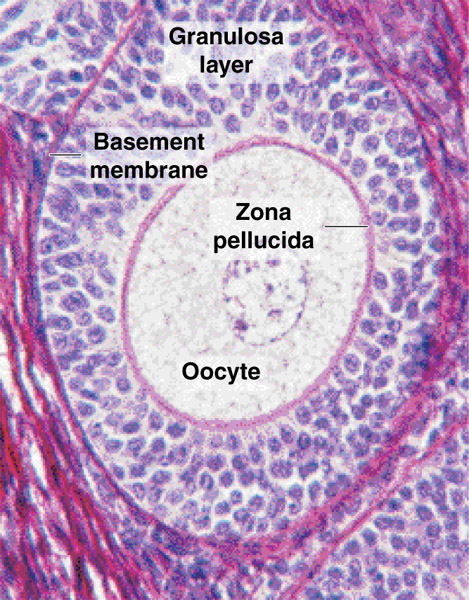 Granulosa
layer
Basement
membrane
Zona
pellucida
Oocyte